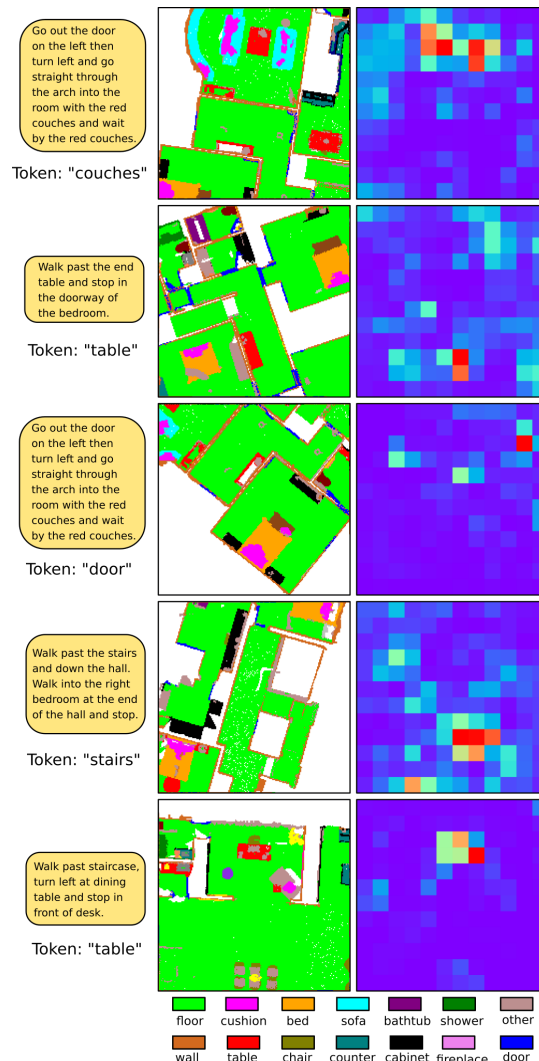 Go out the door
on the left then
turn left and go
straight through
the arch into the
room with the red
couches and wait
by the red couches.
Token: "couches"
Walk past the end
table and stop in
the doorway of
the bedroom.
Token: "table"
Go out the door
on the left then
turn left and go
straight through
the arch into the
room with the red
couches and wait
by the red couches.
Token: "door"
Walk past the stairs
and down the hall.
Walk into the right
bedroom at the end
of the hall and stop.
Token: "stairs"
Walk past staircase,
turn left at dining
table and stop in
front of desk.
Token: "table"
floor cushion bed sofa bathtub shower other
wall table chair counter cabinet fireplace door